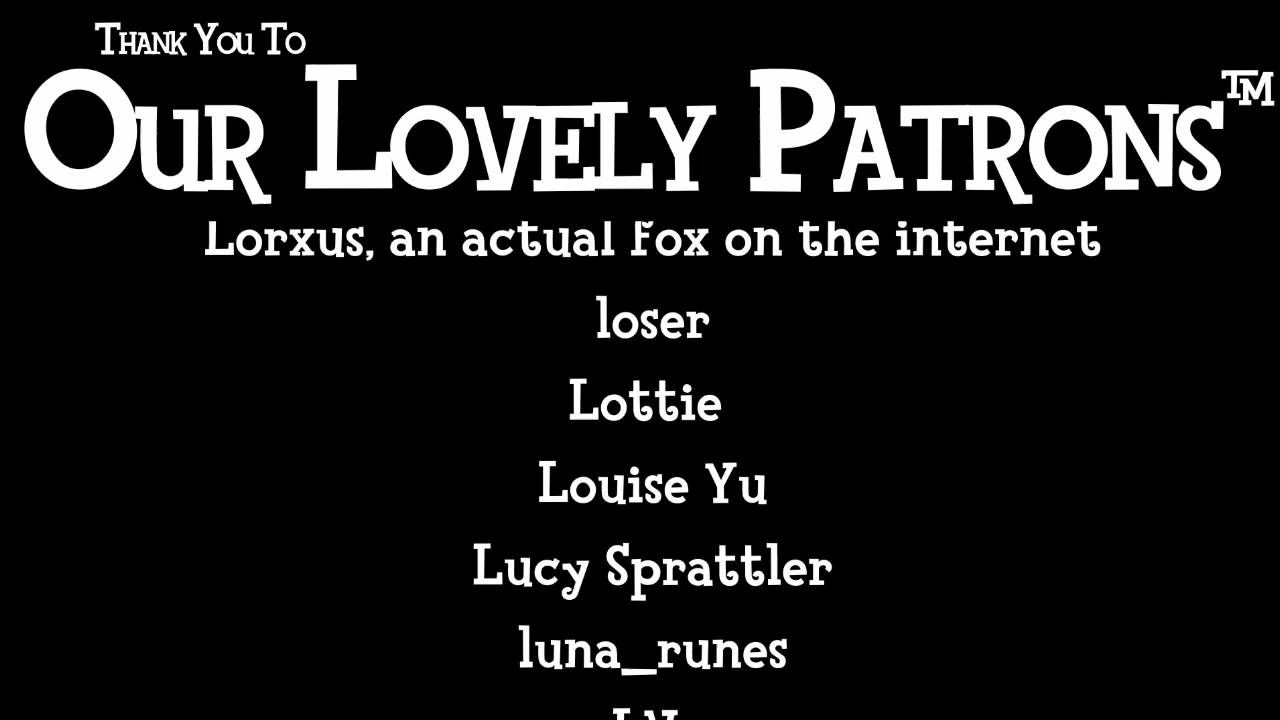 Thank You To
Our Lovely Patrons™
Lorxus, an actual fox on the internet
loser
Lottie
Louise Yu
Lucy Sprattler
luna_runes